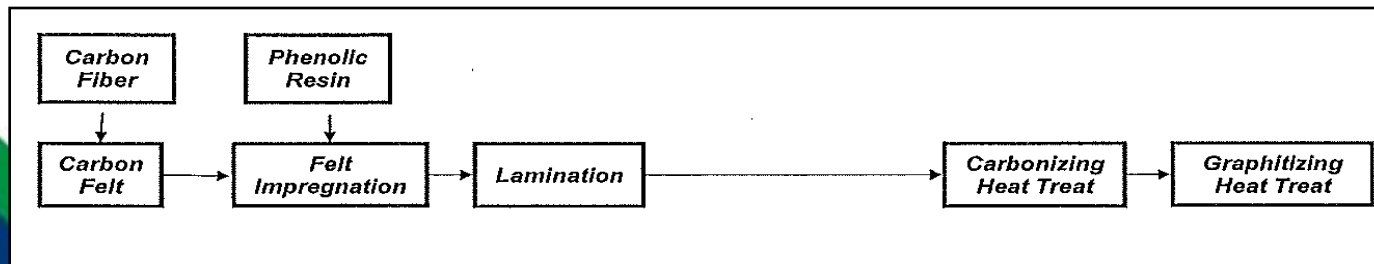 Carbon
Fiber
Phenolic
Resin
Carbon
Felt
Felt
Impregnation
Lamination
Carbonizing
Heat Treat
Graphitizing
Heat Treat